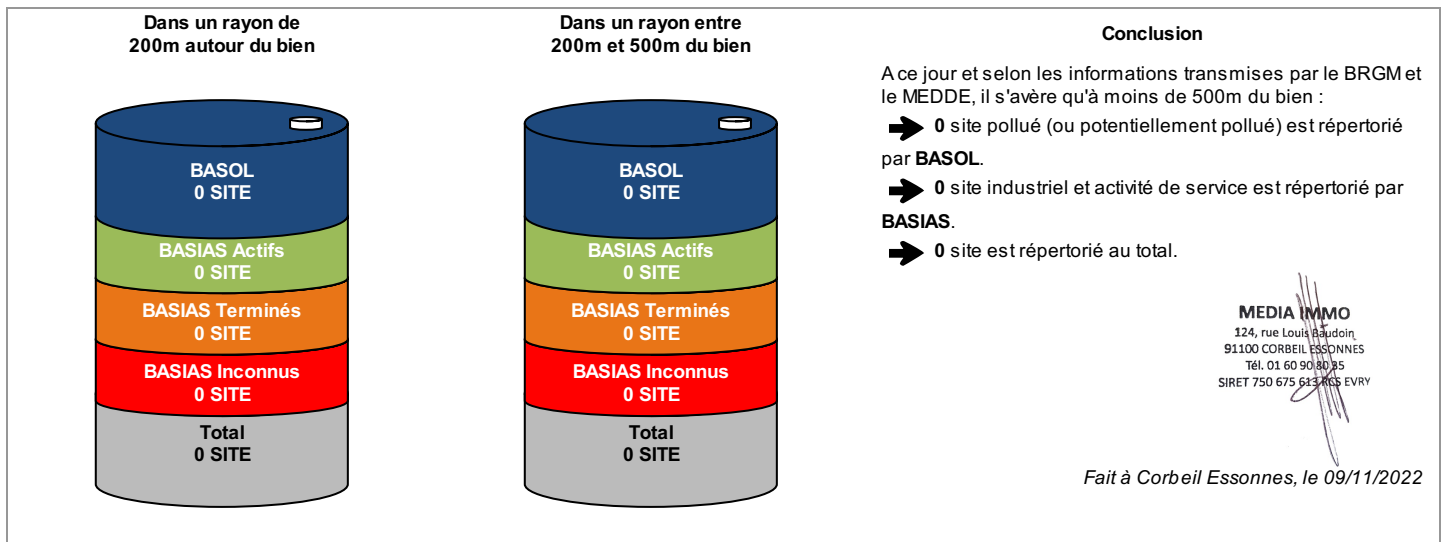 Dans un rayon de
200m autour du bien
BASOL
0 SITE
BASIAS Actifs
0 SITE
BASIAS Terminés
0 SITE
BASIAS Inconnus
0 SITE
Total
0 SITE
Dans un rayon entre
200m et 500m du bien
BASOL
0 SITE
BASIAS Actifs
0 SITE
BASIAS Terminés
0 SITE
BASIAS Inconnus
0 SITE
Total
0 SITE
Conclusion
A ce jour et selon les informations transmises par le BRGM et
le MEDDE, il s'avère qu'à moins de 500m du bien :
0 site pollué (ou potentiellement pollué) est répertorié
par BASOL.
0 site industriel et activité de service est répertorié par
BASIAS.
0 site est répertorié au total.
MEDIA IMMO
124, rue Louis Baudoin
91100 CORBEIL ESSONNES
Tél. 01 60 90 80 85
SIRET 750 675 613 RCS EVRY
Fait à Corbeil Essonnes, le 09/11/2022